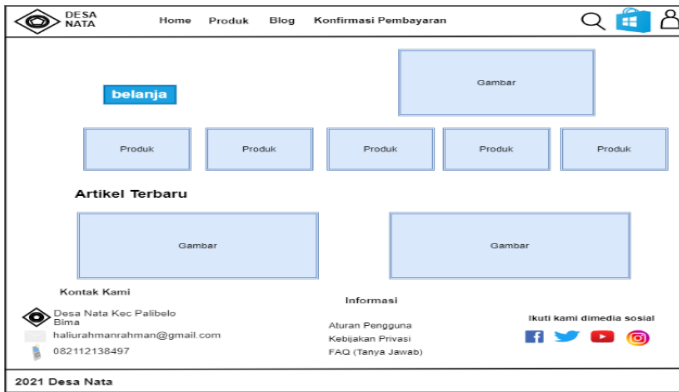 DESA
NATA
Home Produk Blog Konfirmasi Pembayaran
Gambar
belanja
Produk Produk Produk Produk Produk
Artikel Terbaru
Gambar Gambar
Kontak Kami
Desa Nata Kec Palibelo
Bima
haliurahmanrahman@gmail.com
082112138497
Informasi
Aturan Pengguna
Kebijakan Privasi
FAQ (Tanya Jawab)
Ikuti kami dimedia sosial
2021 Desa Nata